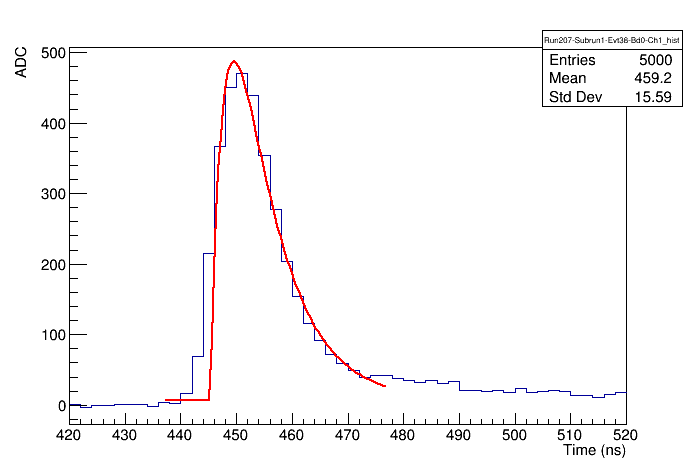 Run207-Subrun1-Evt36-Bd0-Ch1_hist
Entries 5000
Mean 459.2
Std Dev 15.59
ADC
500
400
300
200
100
0
420 430 440 450 460 470 480 490 500 510 520
Time (ns)